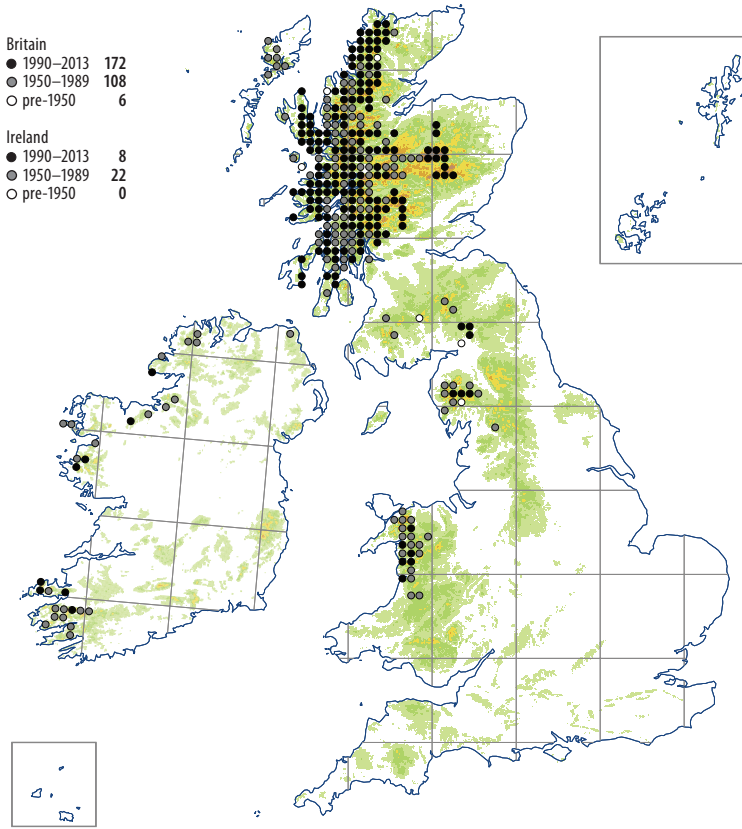 Britain
● 1990–2013 172
● 1950–1989 108
○ pre-1950 6
Ireland
● 1990–2013 8
● 1950–1989 22
○ pre-1950 0